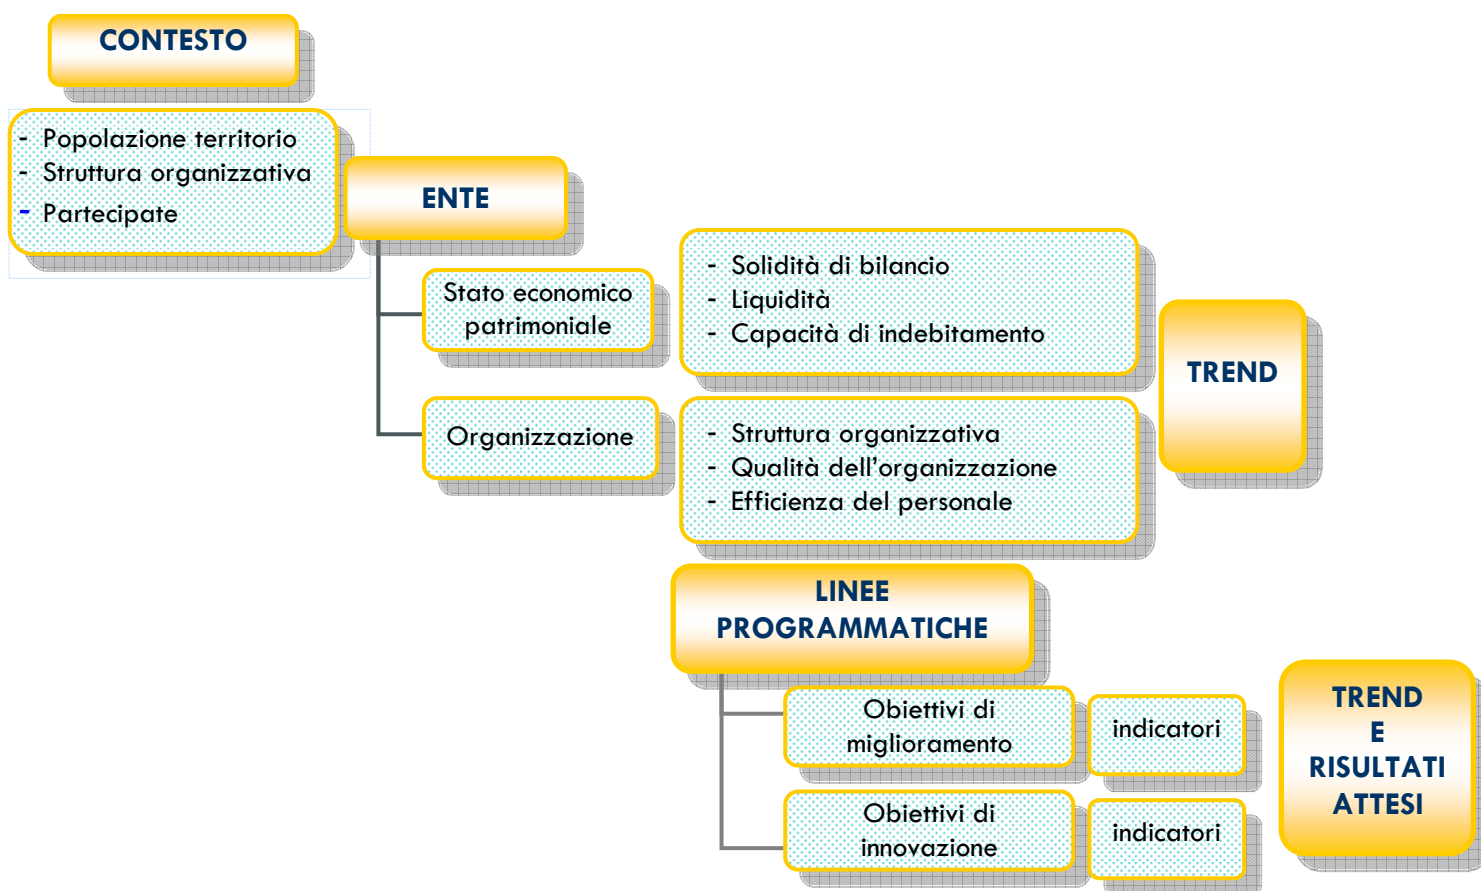 CONTESTO
- Popolazione territorio
- Struttura organizzativa
- Partecipate
ENTE
Stato economico
patrimoniale
- Solidità di bilancio
- Liquidità
- Capacità di indebitamento
TREND
Organizzazione
- Struttura organizzativa
- Qualità dell'organizzazione
- Efficienza del personale
LINEE
PROGRAMMATICHE
Obiettivi di
miglioramento
indicatori
Obiettivi di
innovazione
indicatori
TREND
E
RISULTATI
ATTESI